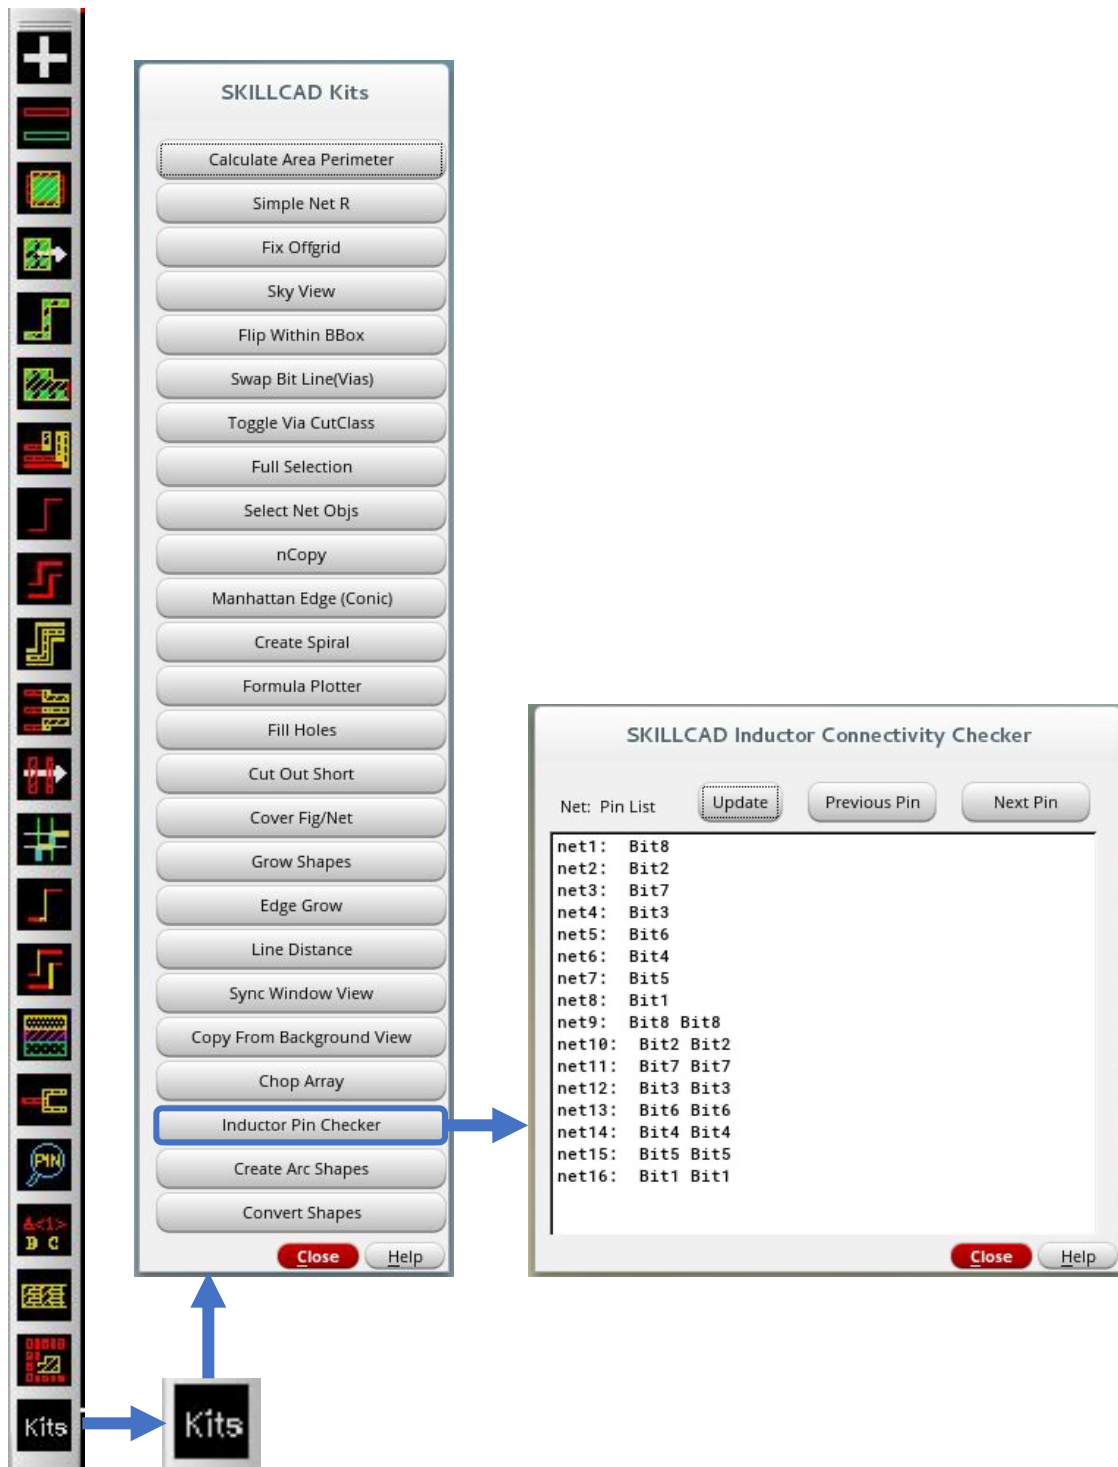 SKILLCAD Kits
Calculate Area Perimeter
Simple Net R
Fix Offgrid
Sky View
Flip Within BBox
Swap Bit Line(Vias)
Toggle Via CutClass
Full Selection
Select Net Objs
nCopy
Manhattan Edge (Conic)
Create Spiral
Formula Plotter
Fill Holes
Cut Out Short
Cover Fig/Net
Grow Shapes
Edge Grow
Line Distance
Sync Window View
Copy From Background View
Chop Array
Inductor Pin Checker
Create Arc Shapes
Convert Shapes
Close Help
SKILLCAD Inductor Connectivity Checker
Net: Pin List Update Previous Pin Next Pin
net1: Bit8
net2: Bit2
net3: Bit7
net4: Bit3
net5: Bit6
net6: Bit4
net7: Bit5
net8: Bit1
net9: Bit8 Bit8
net10: Bit2 Bit2
net11: Bit7 Bit7
net12: Bit3 Bit3
net13: Bit6 Bit6
net14: Bit4 Bit4
net15: Bit5 Bit5
net16: Bit1 Bit1
Close Help
PIN
A<1>
B C
Kits
Kits